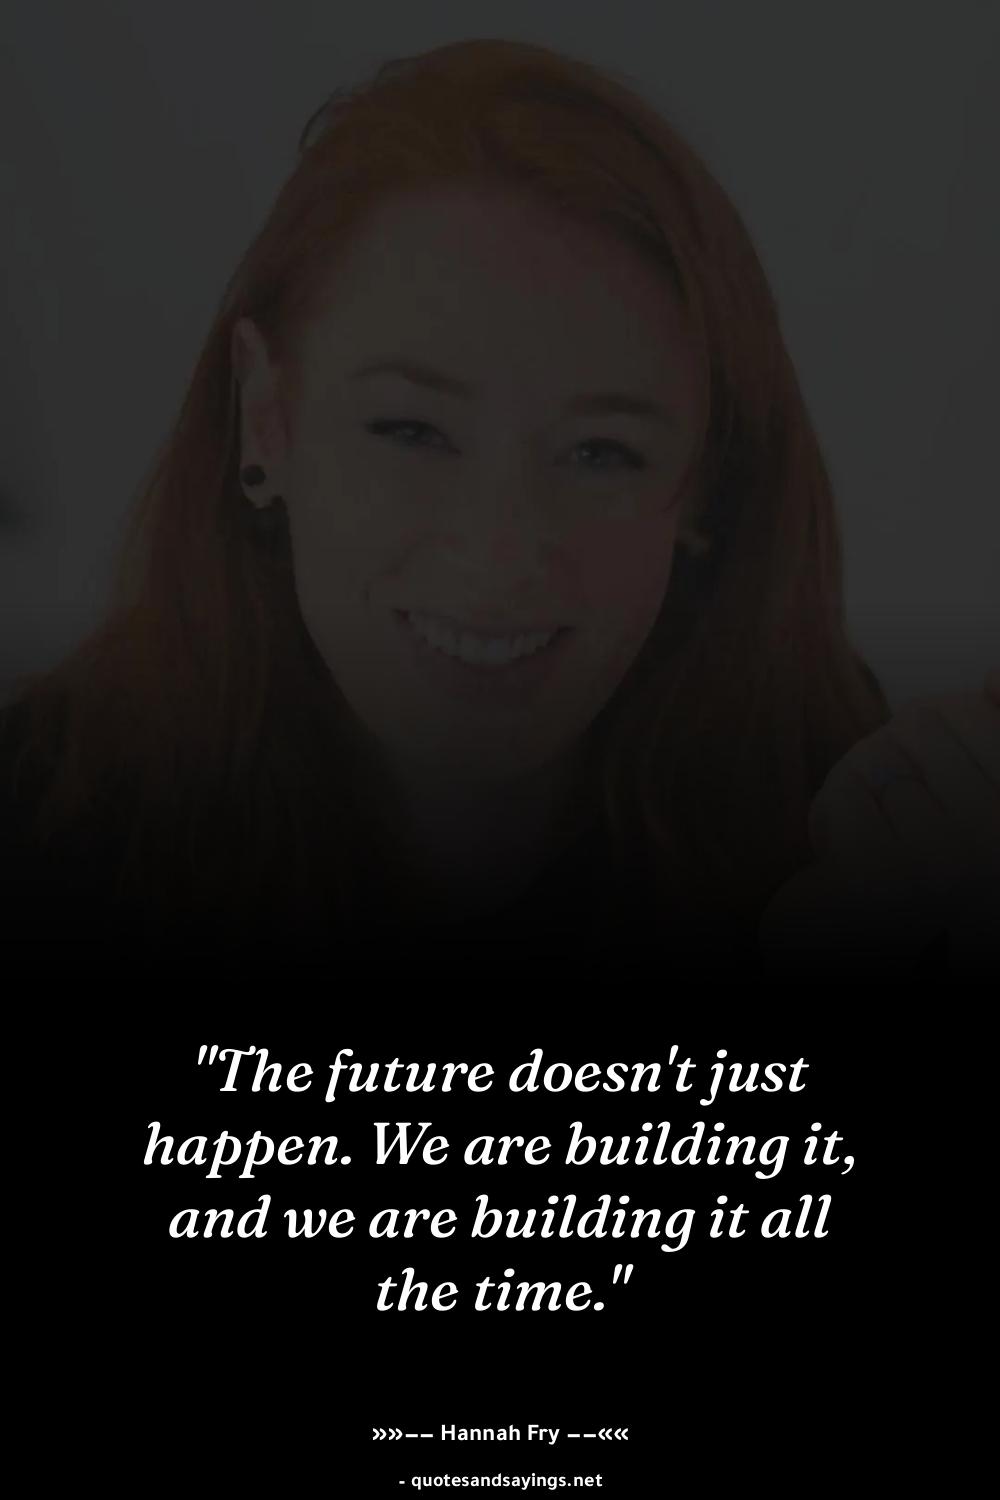 "The future doesn't just
happen. We are building it,
and we are building it all
the time."
»»−− Hannah Fry −−««
- quotesandsayings.net